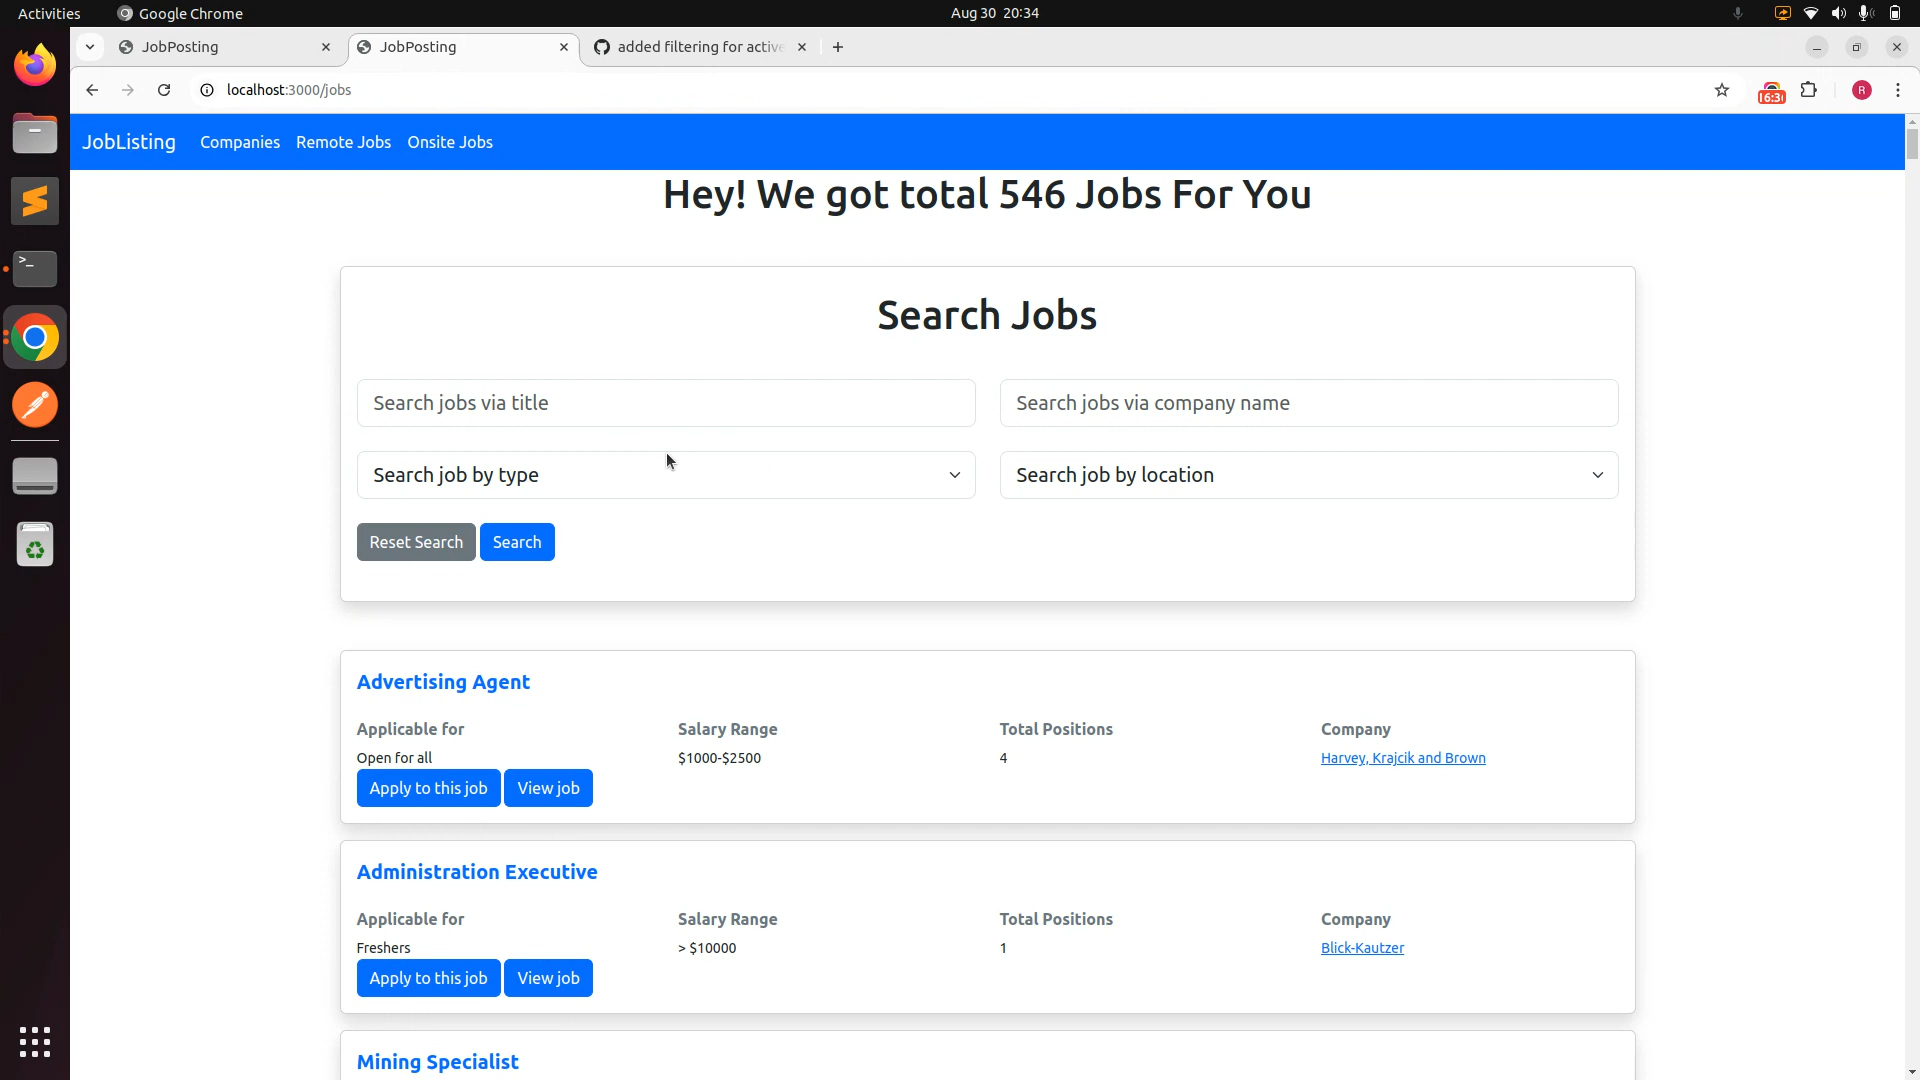 Activities
Google Chrome
Aug 30 20:34
JobPosting
JobPosting
added filtering for active
localhost:3000/jobs
R
JobListing
Companies
Remote Jobs
Onsite Jobs
Hey! We got total 546 Jobs For You
Search Jobs
Search jobs via title
Search jobs via company name
Search job by type
Search job by location
Reset Search
Search
Advertising Agent
Applicable for
Salary Range
Total Positions
Company
Open for all
$1000-$2500
4
Harvey, Krajcik and Brown
Apply to this job
View job
Administration Executive
Applicable for
Salary Range
Total Positions
Company
Freshers
> $10000
1
Blick-Kautzer
Apply to this job
View job
Mining Specialist